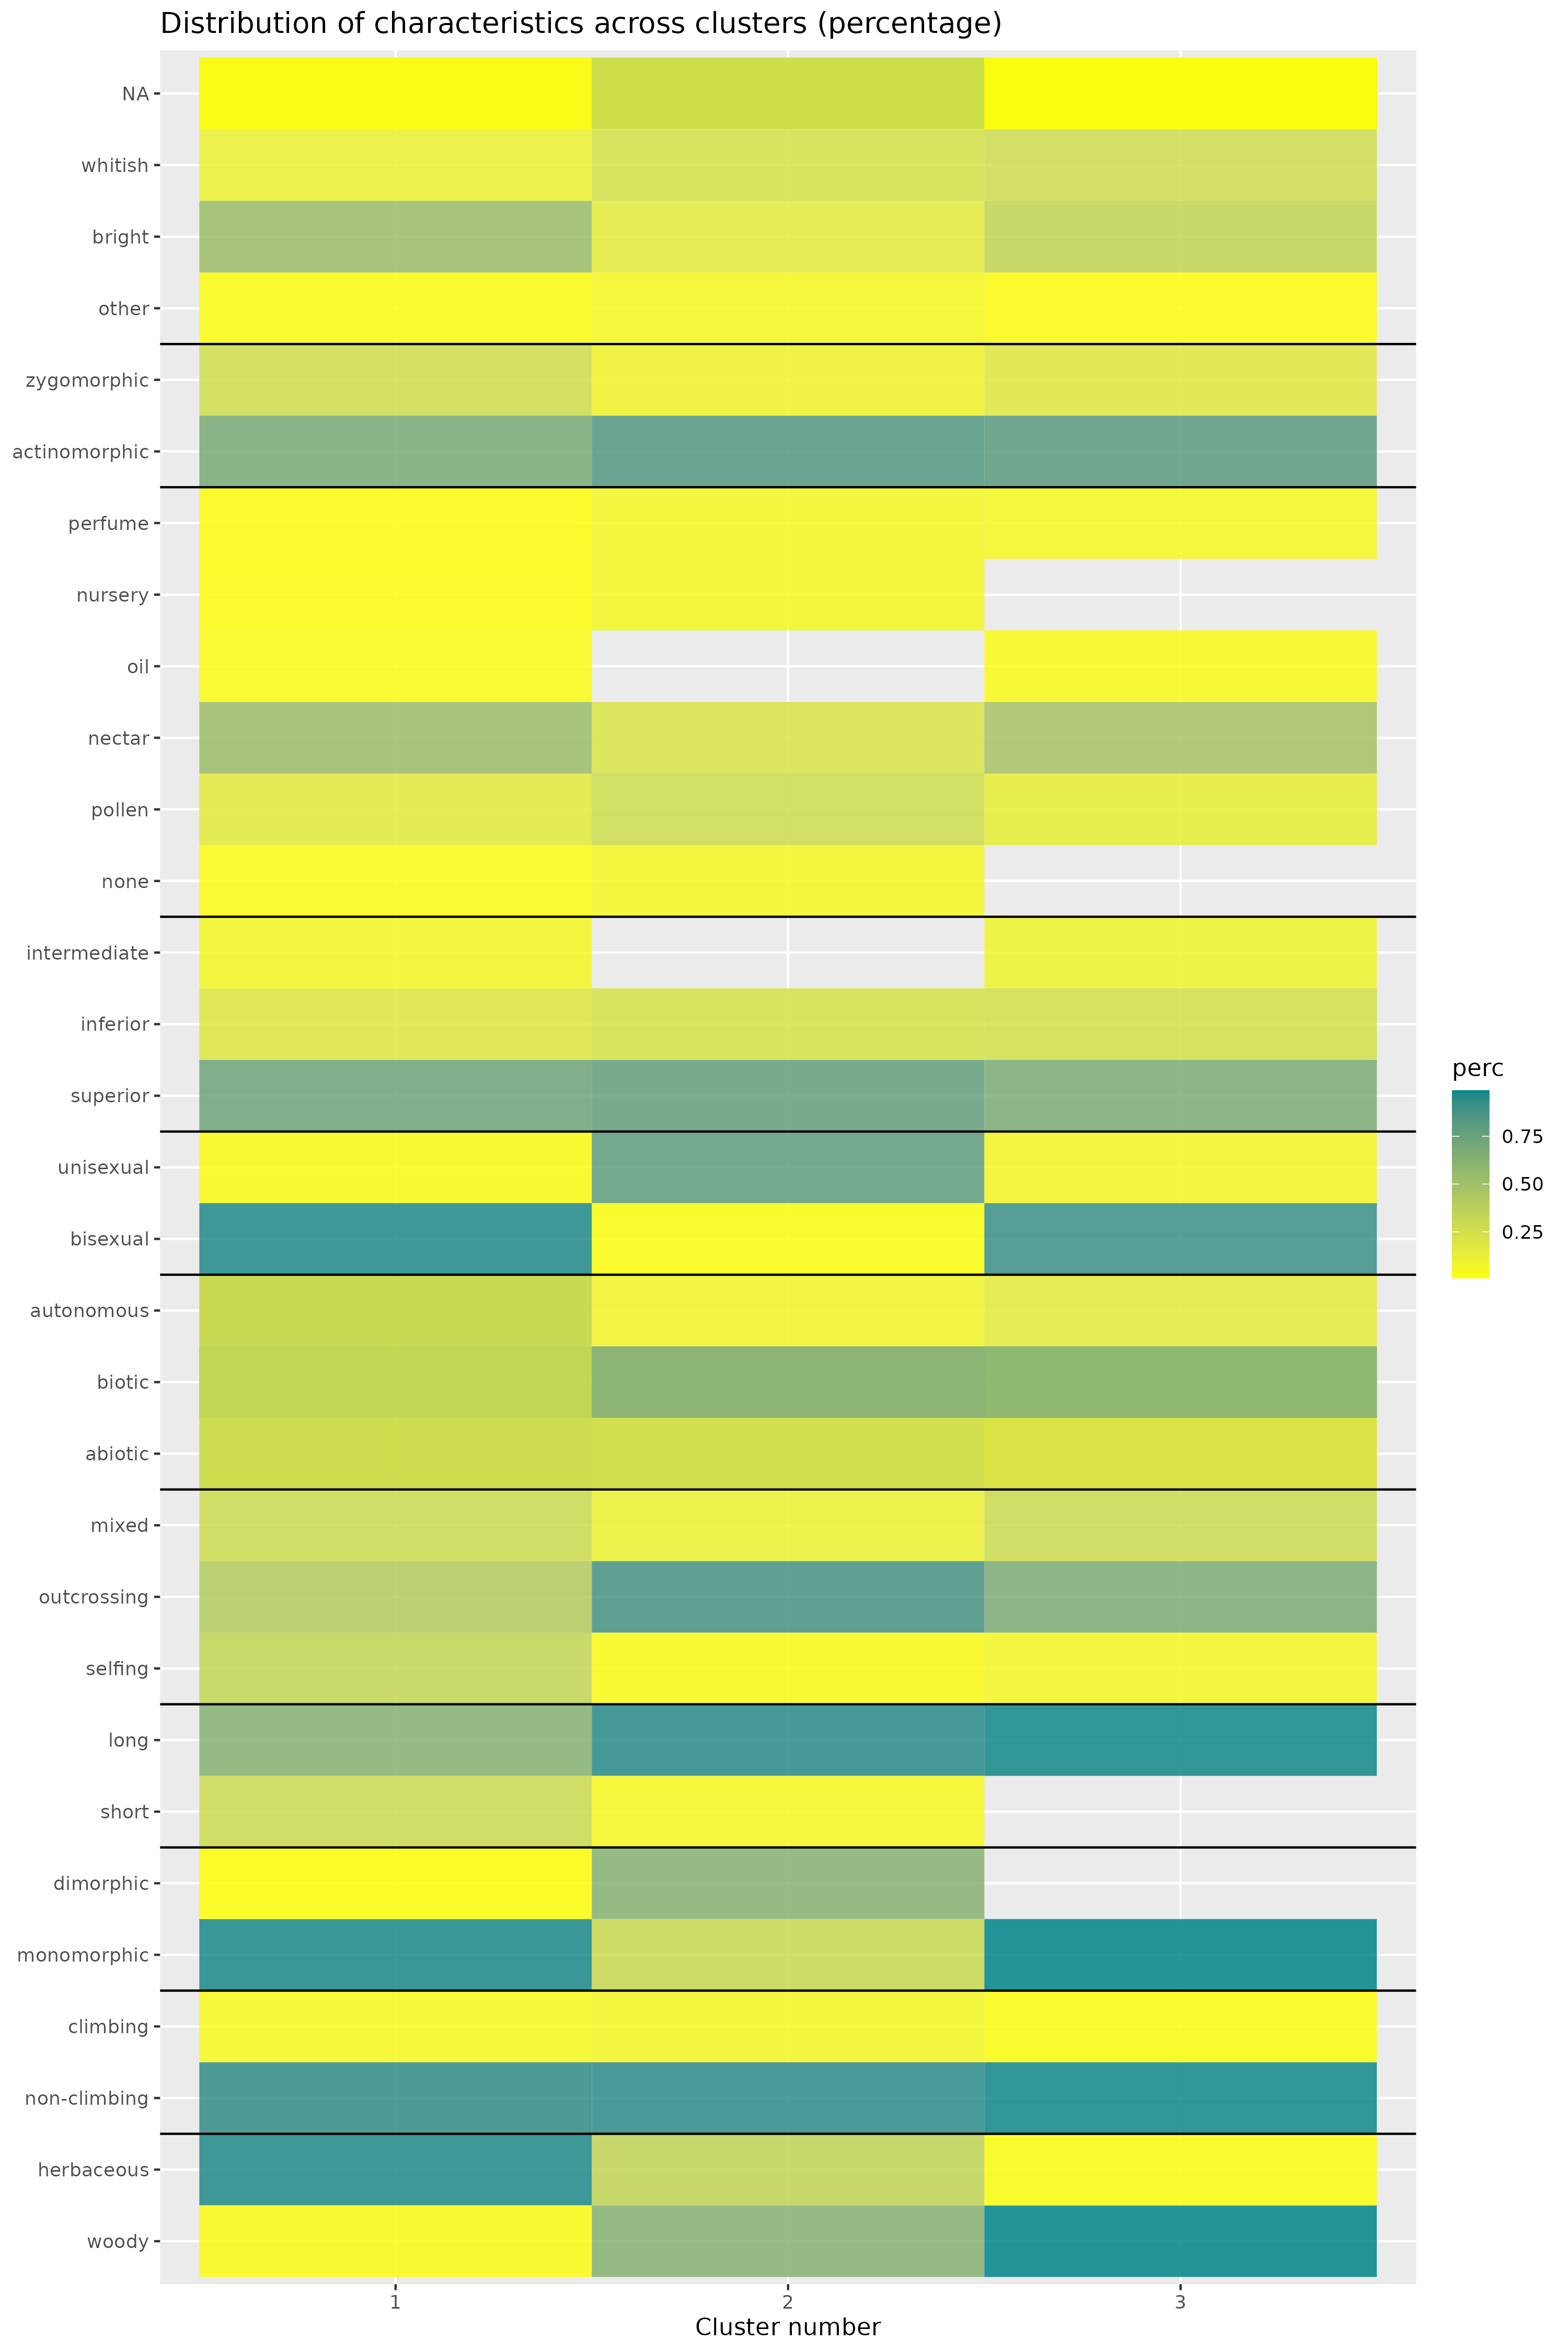 Distribution of characteristics across clusters (percentage)
NA
whitish
bright
other
zygomorphic
actinomorphic
perfume
nursery
oil
nectar
pollen
none
intermediate
inferior
superior
unisexual
bisexual
autonomous
biotic
abiotic
mixed
outcrossing
selfing
long
short
dimorphic
monomorphic
climbing
non-climbing
herbaceous
woody
1 2 3
Cluster number
perc
0.75
0.50
0.25